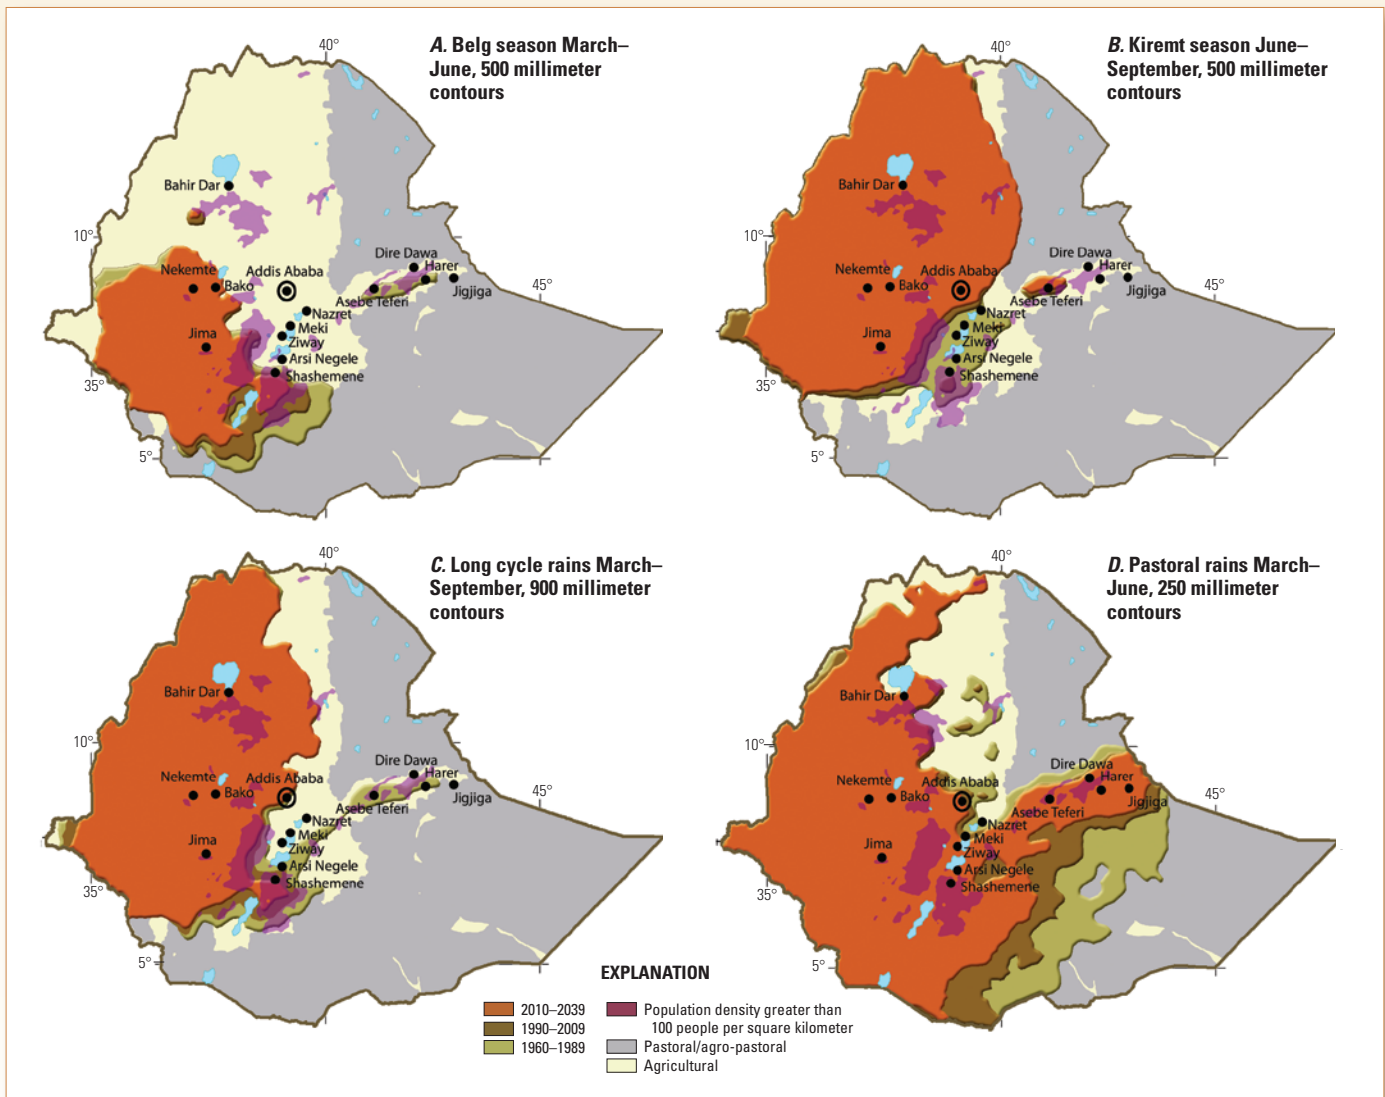 A. Belg season March–
June, 500 millimeter
contours
40°
Bahir Dar
10°
Nekemte
Bako
Addis Ababa
Dire Dawa
Harer
Jigjiga
Asebe Teferi
45°
Nazret
Meki
Ziway
Jima
Arsi Negele
Shashemene
35°
5°
B. Kiremt season June–
September, 500 millimeter
contours
40°
Bahir Dar
10°
Nekemte
Bako
Addis Ababa
Dire Dawa
Harer
Jigjiga
Asebe Teferi
45°
Nazret
Meki
Ziway
Jima
Arsi Negele
Shashemene
35°
5°
C. Long cycle rains March–
September, 900 millimeter
contours
40°
Bahir Dar
10°
Nekemte
Bako
Addis Ababa
Dire Dawa
Harer
Jigjiga
Asebe Teferi
45°
Nazret
Meki
Ziway
Jima
Arsi Negele
Shashemene
35°
5°
D. Pastoral rains March–
June, 250 millimeter
contours
40°
Bahir Dar
10°
Nekemte
Bako
Addis Ababa
Dire Dawa
Harer
Jigjiga
Asebe Teferi
45°
Nazret
Meki
Ziway
Jima
Arsi Negele
Shashemene
35°
5°
EXPLANATION
2010–2039
1990–2009
1960–1989
Population density greater than
100 people per square kilometer
Pastoral/agro-pastoral
Agricultural